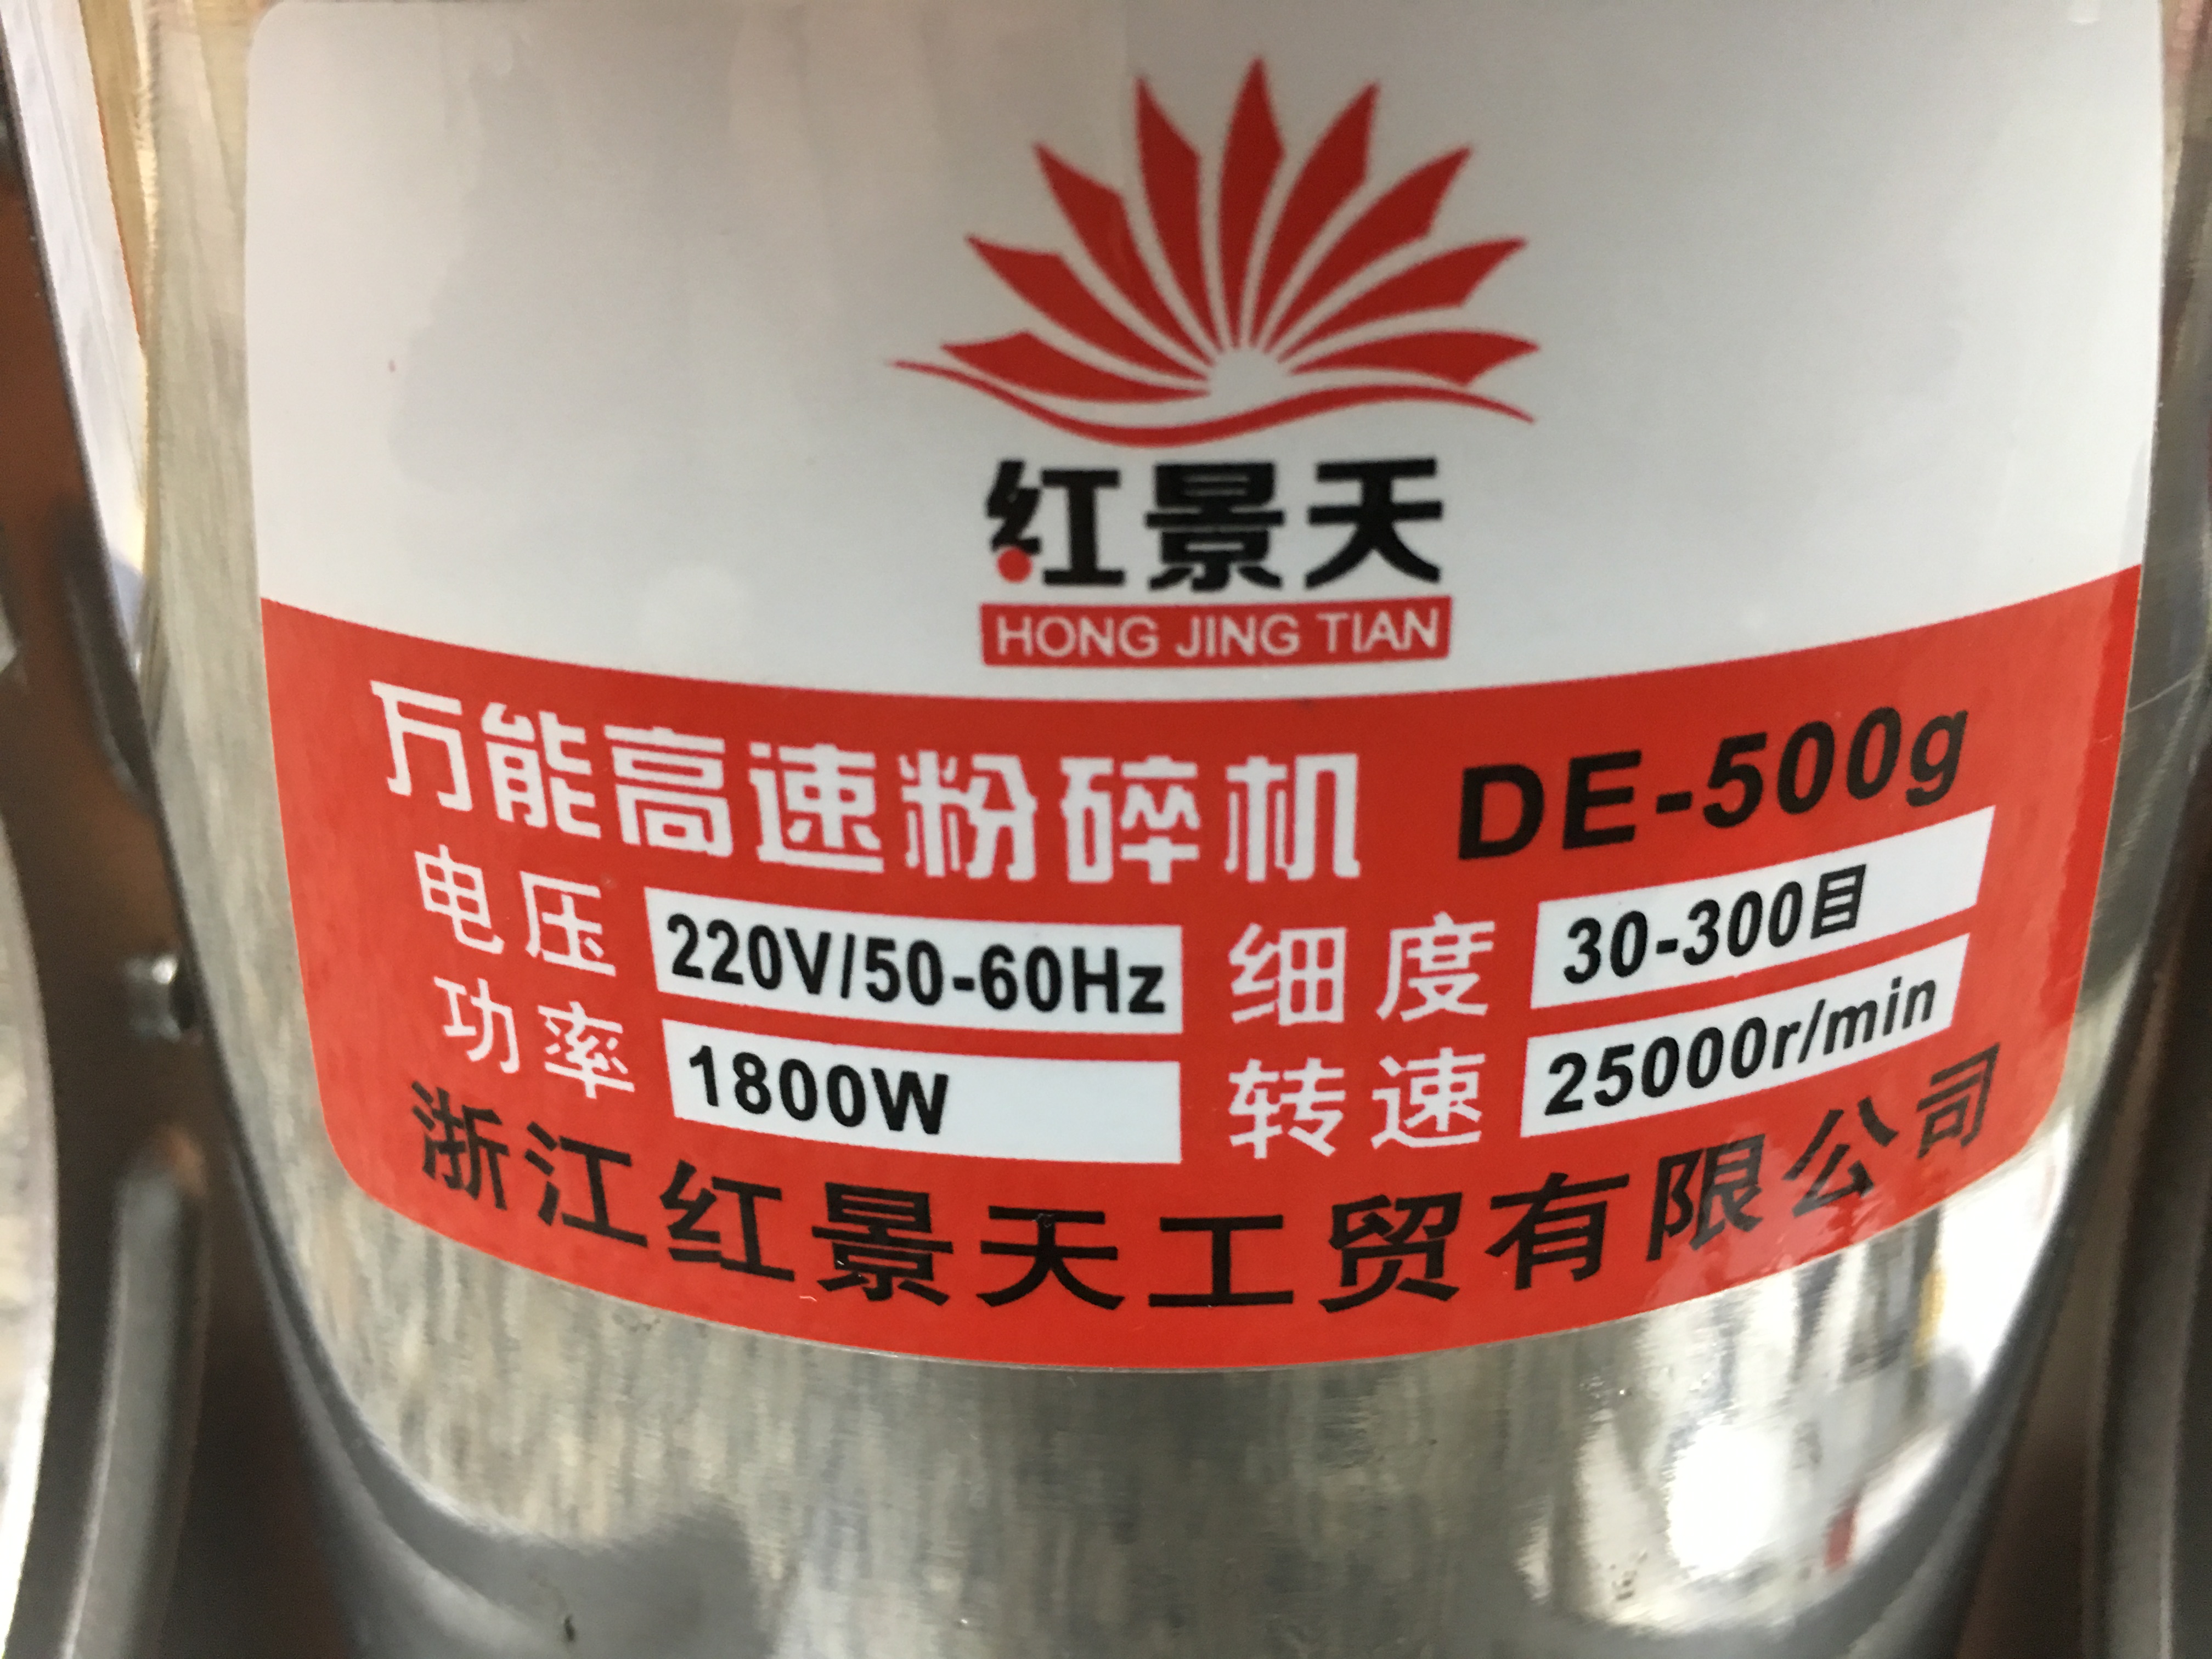 红景天
HONG JING TIAN
万能高速粉碎机 DE-500g
电压 220V/50-60Hz 细度 30-300目
功率 1800W 转速 25000r/min
浙江红景天工贸有限公司